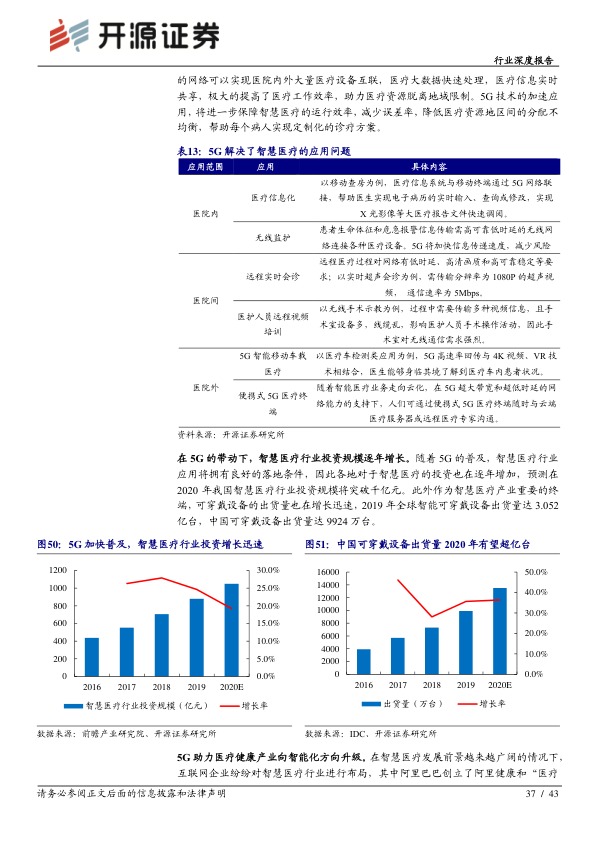 开源证券
行业深度报告
的网络可以实现医院内外大量医疗设备互联，医疗大数据快速处理，医疗信息实时
共享，极大的提高了医疗工作效率，助力医疗资源脱离地域限制。5G 技术的加速应
用，将进一步保障智慧医疗的运行效率，减少误差率，降低医疗资源地区间的分配不
均衡，帮助每个病人实现定制化的诊疗方案。
表13：5G 解决了智慧医疗的应用问题
应用范围 应用 具体内容
医院内
医疗信息化
以移动查房为例，医疗信息系统与移动终端通过 5G 网络联
接，帮助医生实现电子病历的实时输入、查询或修改，实现
X 光影像等大医疗报告文件快速调阅。
无线监护
患者生命体征和危急报警信息传输需高可靠低时延的无线网
络连接各种医疗设备。5G 将加快信息传递速度，减少风险
医院间
远程实时会诊
远程医疗过程对网络有低时延，高清画质和高可靠稳定等要
求；以实时超声会诊为例，需传输分辨率为 1080P 的超声视
频， 通信速率为 5Mbps。
医护人员远程视频
培训
以无线手术示教为例，过程中需要传输多种视频信息，且手
术室设备多，线缆乱，影响医护人员手术操作活动，因此手
术室对无线通信需求强烈。
医院外
5G 智能移动车载
医疗
以医疗车检测类应用为例，5G 高速率回传与 4K 视频、VR 技
术相结合，医生能够身临其境了解到医疗车内患者状况。
便携式 5G 医疗终
端
随着智能医疗业务走向云化，在 5G 超大带宽和超低时延的网
络能力的支持下，人们可通过便携式 5G 医疗终端随时与云端
医疗服务器或远程医疗专家沟通。
资料来源：开源证券研究所
在 5G 的带动下，智慧医疗行业投资规模逐年增长。随着 5G 的普及，智慧医疗行业
应用将拥有良好的落地条件，因此各地对于智慧医疗的投资也在逐年增加，预测在
2020 年我国智慧医疗行业投资规模将突破千亿元。此外作为智慧医疗产业重要的终
端，可穿戴设备的出货量也在增长迅速，2019 年全球智能可穿戴设备出货量达 3.052
亿台，中国可穿戴设备出货量达 9924 万台。
图50：5G 加快普及，智慧医疗行业投资增长迅速
1200
1000
800
600
400
200
0
30.0%
25.0%
20.0%
15.0%
10.0%
5.0%
0.0%
2016 2017 2018 2019 2020E
智慧医疗行业投资规模（亿元） 增长率
数据来源：前瞻产业研究院、开源证券研究所
图51：中国可穿戴设备出货量 2020 年有望超亿台
16000
14000
12000
10000
8000
6000
4000
2000
0
50.0%
40.0%
30.0%
20.0%
10.0%
0.0%
2016 2017 2018 2019 2020E
出货量（万台） 增长率
数据来源：IDC、开源证券研究所
5G 助力医疗健康产业向智能化方向升级。在智慧医疗发展前景越来越广阔的情况下，
互联网企业纷纷对智慧医疗行业进行布局，其中阿里巴巴创立了阿里健康和“医疗
请务必参阅正文后面的信息披露和法律声明
37 / 43